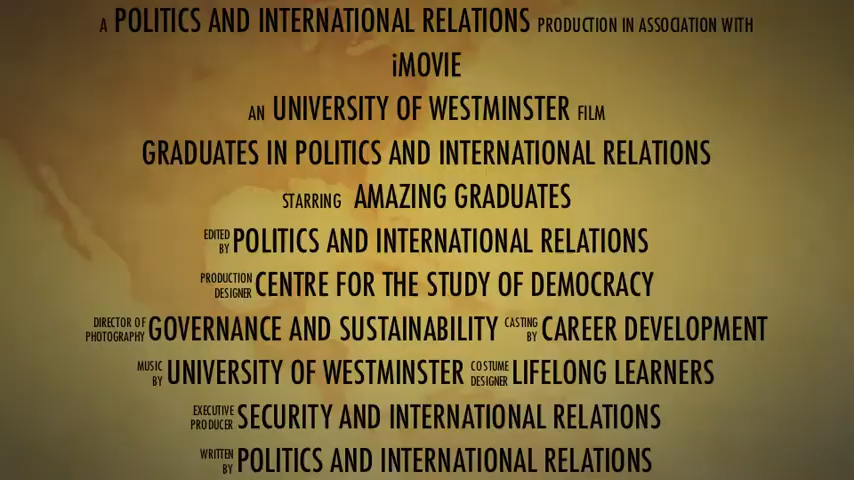 A POLITICS AND INTERNATIONAL RELATIONS PRODUCTION IN ASSOCIATION WITH
iMOVIE
AN UNIVERSITY OF WESTMINSTER FILM
GRADUATES IN POLITICS AND INTERNATIONAL RELATIONS
STARRING AMAZING GRADUATES
EDITED BY POLITICS AND INTERNATIONAL RELATIONS
PRODUCTION DESIGNER CENTRE FOR THE STUDY OF DEMOCRACY
DIRECTOR OF PHOTOGRAPHY GOVERNANCE AND SUSTAINABILITY CASTING BY CAREER DEVELOPMENT
MUSIC BY UNIVERSITY OF WESTMINSTER COSTUME DESIGNER LIFELONG LEARNERS
EXECUTIVE PRODUCER SECURITY AND INTERNATIONAL RELATIONS
WRITTEN BY POLITICS AND INTERNATIONAL RELATIONS